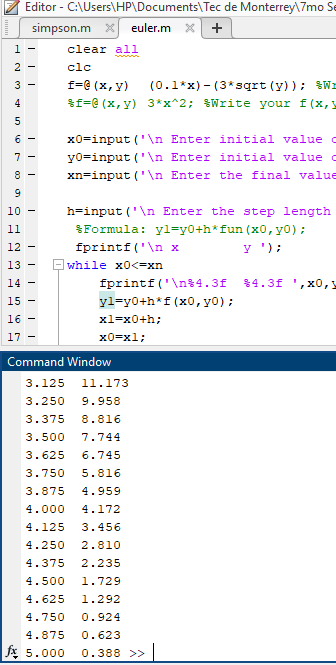 Editor - C:\Users\HP\Documents\Tec de Monterrey\7mo Se
simpson.m × euler.m × +
1 - clear all
2 - clc
3 - f=@(x,y) (0.1*x)-(3*sqrt(y)); %Wr
4 %f=@(x,y) 3*x^2; %Write your f(x,y
5
6 - x0=input('\n Enter initial value o
7 - y0=input('\n Enter initial value o
8 - xn=input('\n Enter the final value
9
10 - h=input('\n Enter the step length
11 %Formula: y1=y0+h*fun(x0,y0);
12 - fprintf('\n x y ');
13 - while x0<=xn
14 - fprintf('\n%4.3f %4.3f ',x0,y
15 - y1=y0+h*f(x0,y0);
16 - x1=x0+h;
17 - x0=x1;
Command Window
3.125 11.173
3.250 9.958
3.375 8.816
3.500 7.744
3.625 6.745
3.750 5.816
3.875 4.959
4.000 4.172
4.125 3.456
4.250 2.810
4.375 2.235
4.500 1.729
4.625 1.292
4.750 0.924
4.875 0.623
fx 5.000 0.388 >>